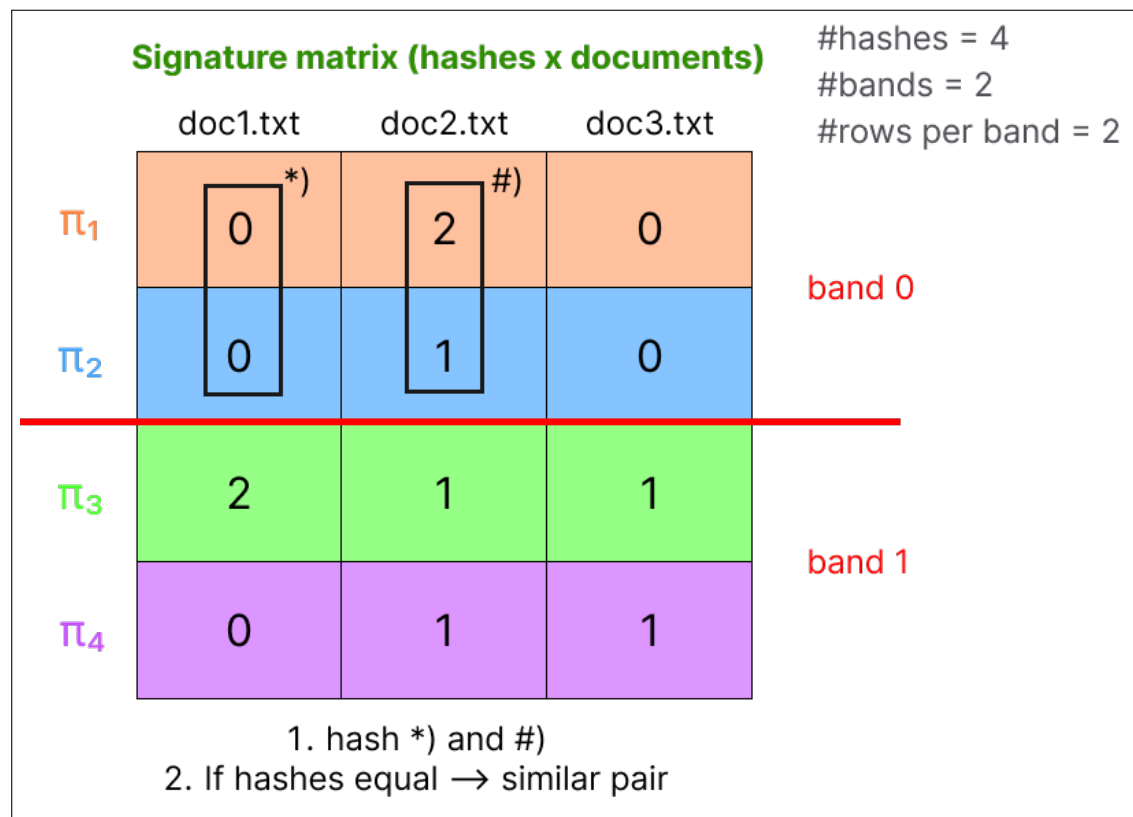 Signature matrix (hashes x documents)
#hashes = 4
#bands = 2
#rows per band = 2
doc1.txt doc2.txt doc3.txt
*) #)
π₁ 0 2 0
band 0
π₂ 0 1 0
π₃ 2 1 1
band 1
π₄ 0 1 1
1. hash *) and #)
2. If hashes equal → similar pair